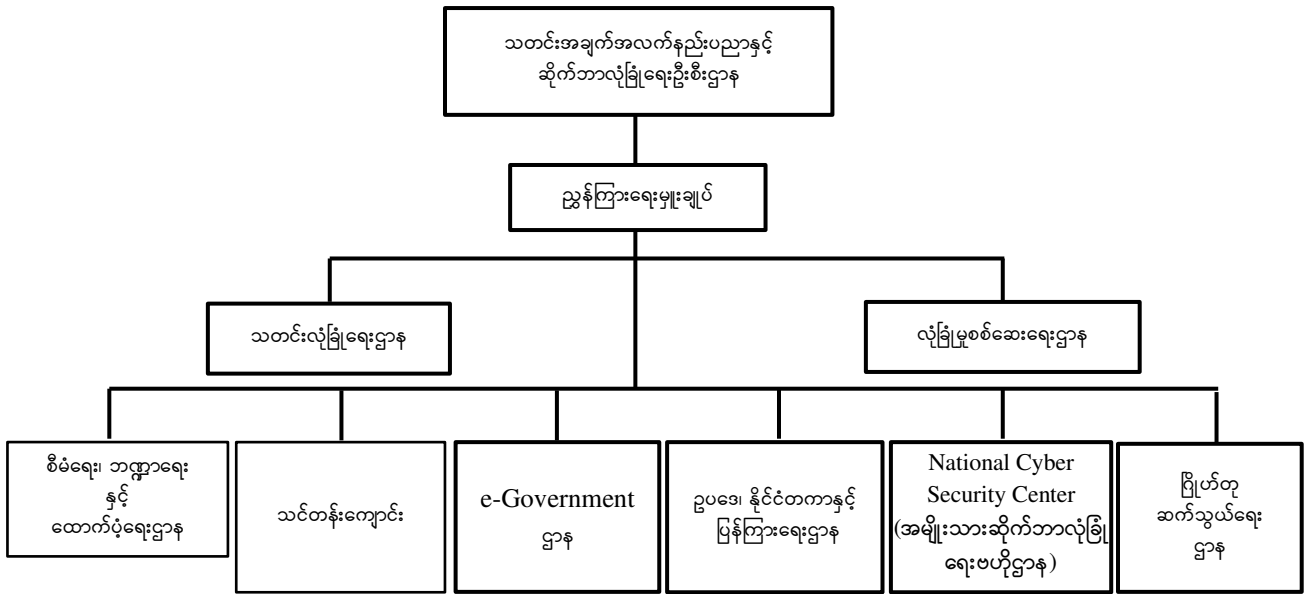 သတင်းအချက်အလက်နည်းပညာနှင့်
ဆိုက်ဘာလုံခြုံရေးဦးစီးဌာန
ညွှန်ကြားရေးမှူးချုပ်
သတင်းလုံခြုံရေးဌာန
လုံခြုံမှုစစ်ဆေးရေးဌာန
စီမံရေး၊ ဘဏ္ဍာရေး
နှင့်
ထောက်ပံ့ရေးဌာန
သင်တန်းကျောင်း
e-Government
ဌာန
ဥပဒေ၊ နိုင်ငံတကာနှင့်
ပြန်ကြားရေးဌာန
National Cyber
Security Center
(အမျိုးသားဆိုက်ဘာလုံခြုံ
ရေးဗဟိုဌာန)
ဂြိုဟ်တု
ဆက်သွယ်ရေး
ဌာန